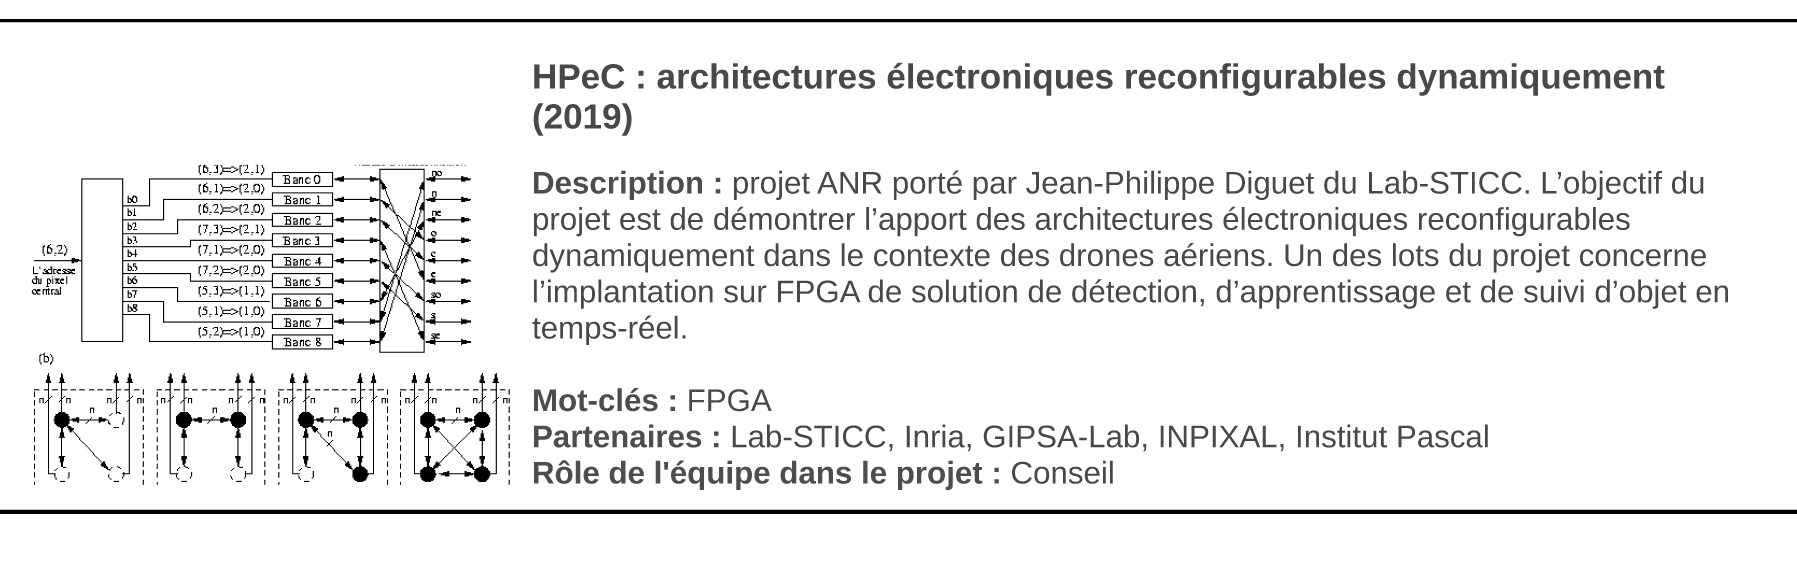 HPeC : architectures électroniques reconfigurables dynamiquement
(2019)
Description : projet ANR porté par Jean-Philippe Diguet du Lab-STICC. L’objectif du
projet est de démontrer l’apport des architectures électroniques reconfigurables
dynamiquement dans le contexte des drones aériens. Un des lots du projet concerne
l’implantation sur FPGA de solution de détection, d’apprentissage et de suivi d’objet en
temps-réel.
Mot-clés : FPGA
Partenaires : Lab-STICC, Inria, GIPSA-Lab, INPIXAL, Institut Pascal
Rôle de l'équipe dans le projet : Conseil
(6,2)
L'adresse
du pixel
central
b0
b1
b2
b3
b4
b5
b6
b7
b8
(6,3)=>(2,1)
(6,1)=>(2,0)
(6,2)=>(2,0)
(7,3)=>(2,1)
(7,1)=>(2,0)
(7,2)=>(2,0)
(5,3)=>(1,1)
(5,1)=>(1,0)
(5,2)=>(1,0)
Banc 0
Banc 1
Banc 2
Banc 3
Banc 4
Banc 5
Banc 6
Banc 7
Banc 8
no
n
ne
o
c
e
so
s
se
(b)
n n n n n n n n
n n n n
n